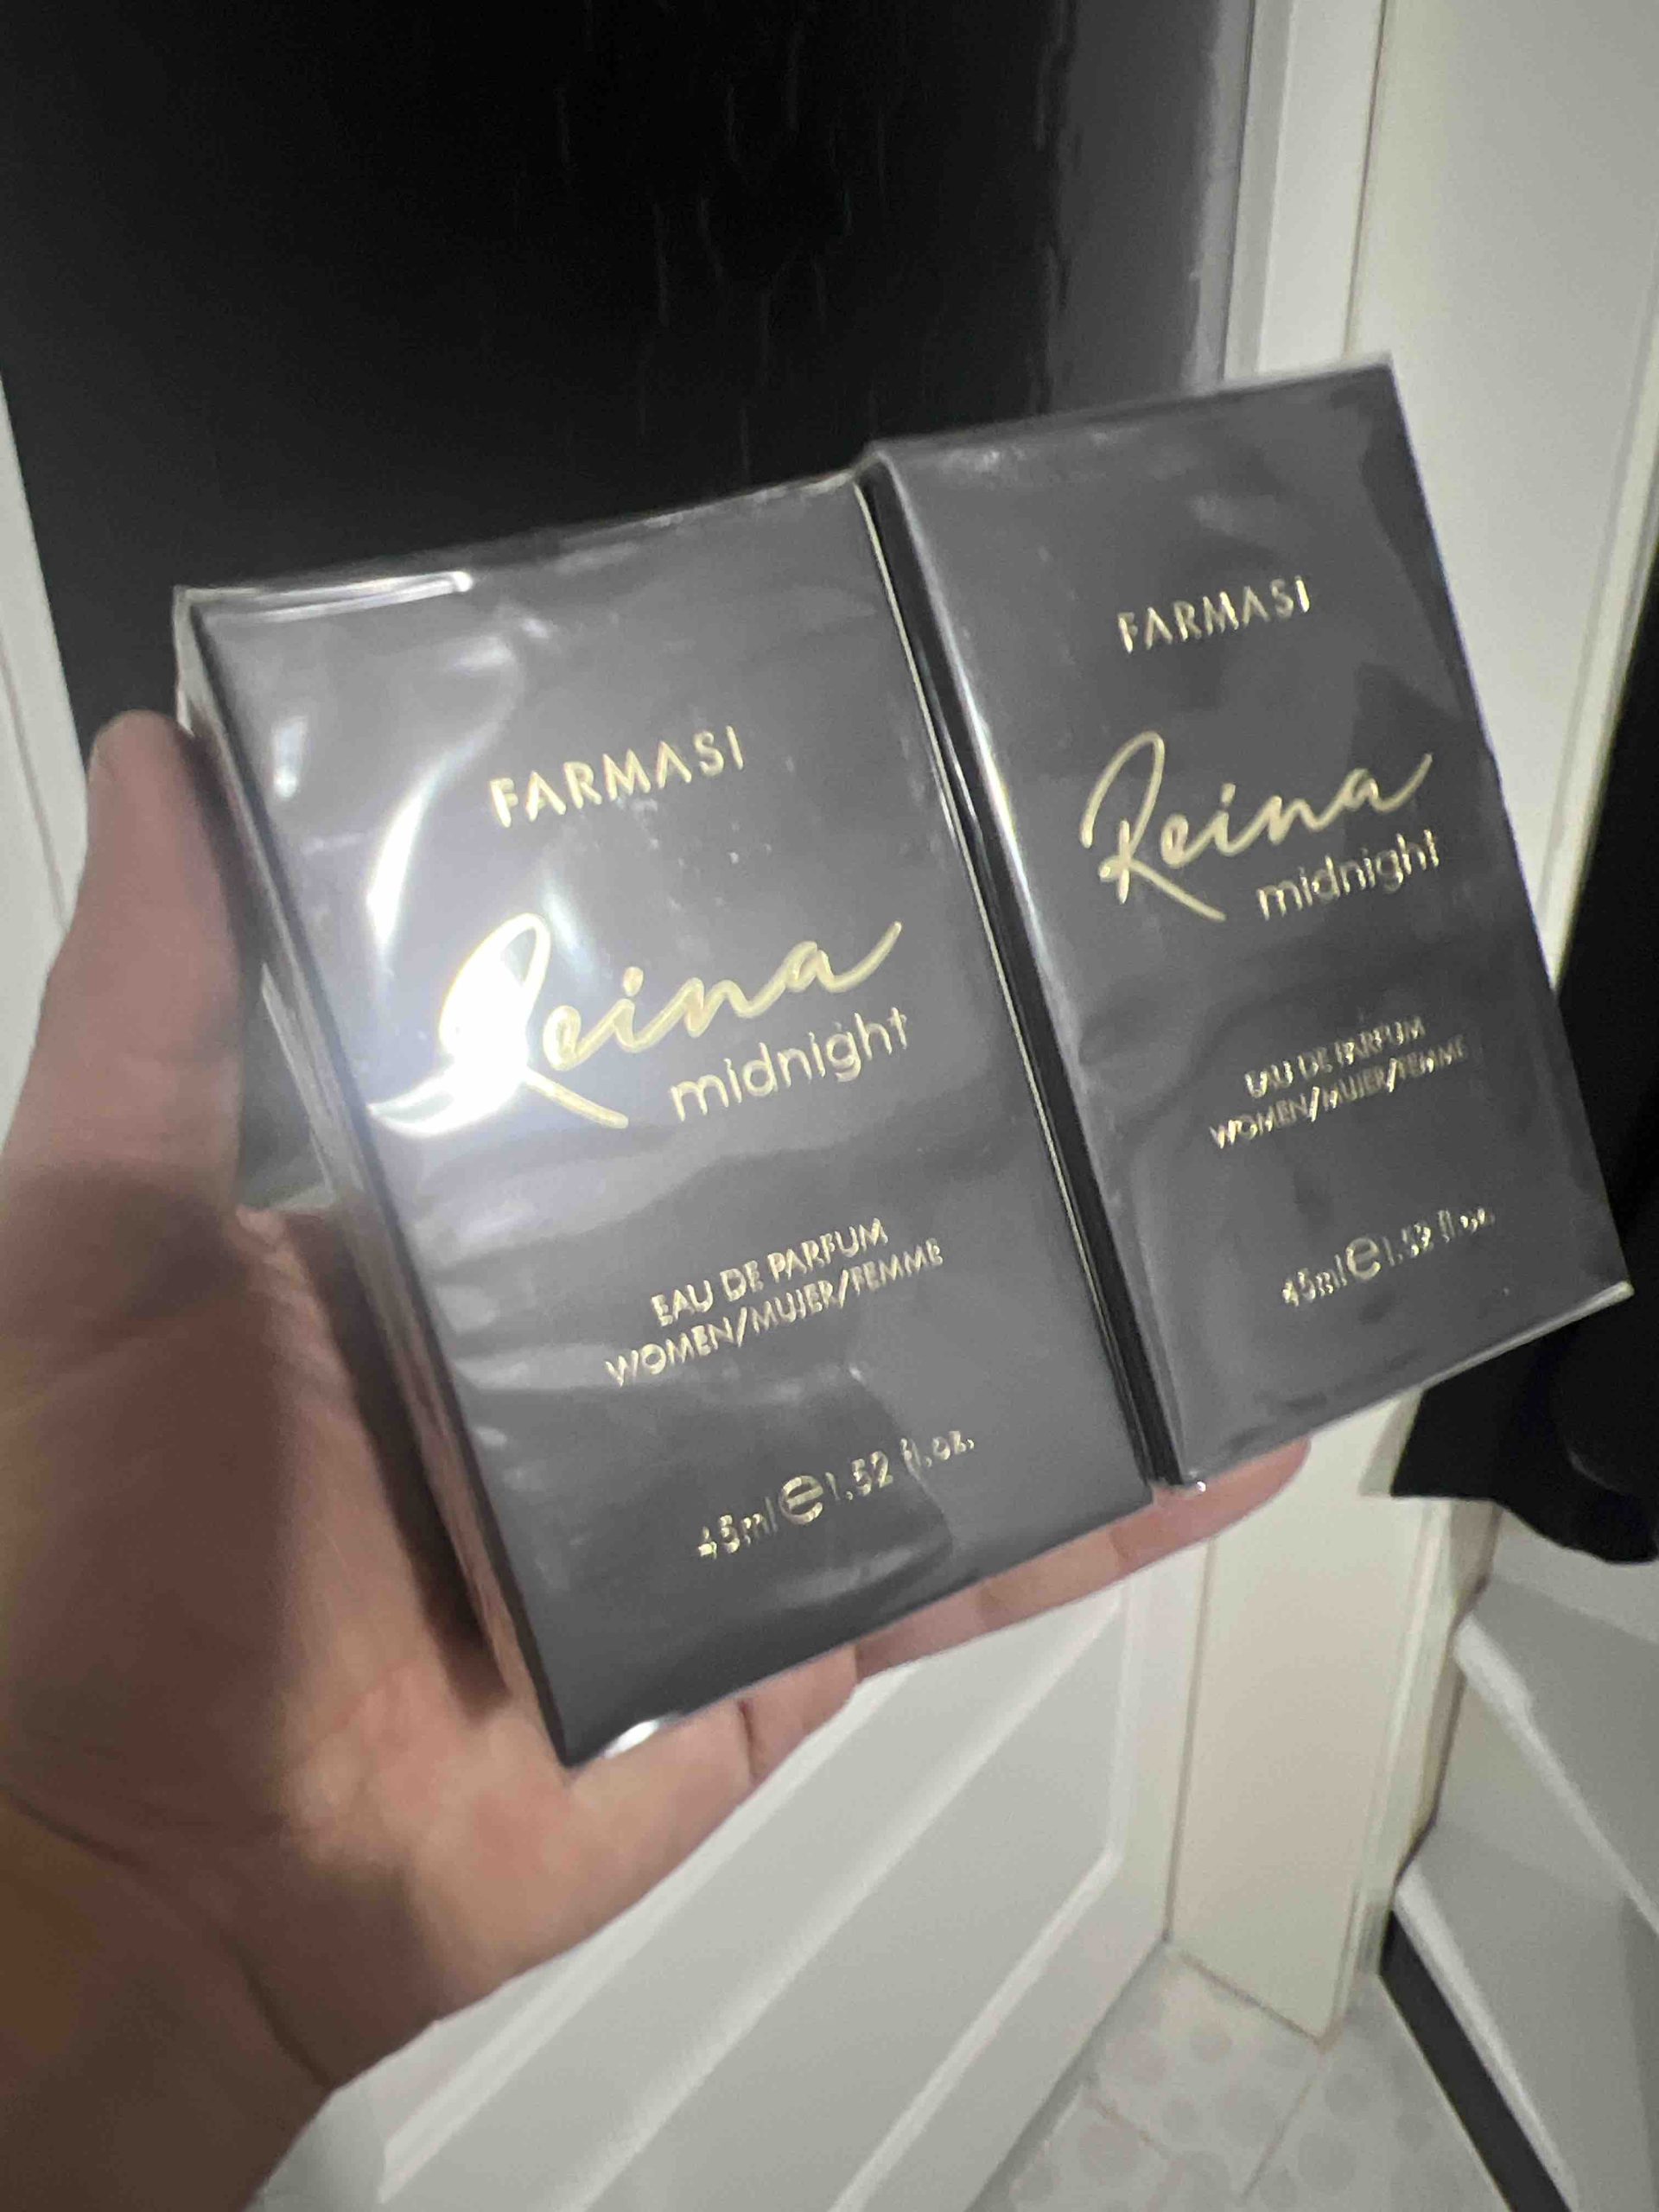 FARMASI
Reina
midnight
EAU DE PARFUM
WOMEN/MUJER/FEMME
45ml e 1.52 fl.oz.
FARMASI
Reina
midnight
EAU DE PARFUM
WOMEN/MUJER/FEMME
45ml e 1.52 fl.oz.